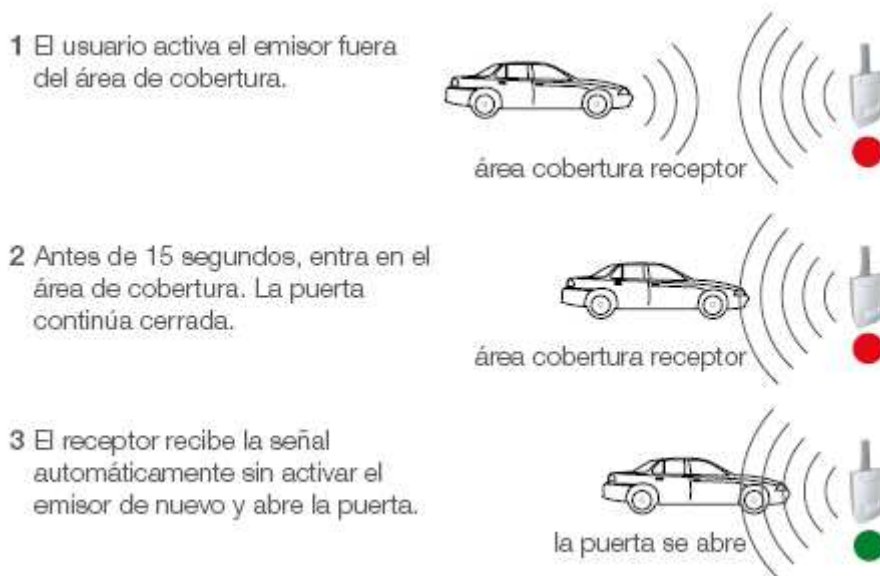 1 El usuario activa el emisor fuera
del área de cobertura.
área cobertura receptor
2 Antes de 15 segundos, entra en el
área de cobertura. La puerta
continúa cerrada.
área cobertura receptor
3 El receptor recibe la señal
automáticamente sin activar el
emisor de nuevo y abre la puerta.
la puerta se abre